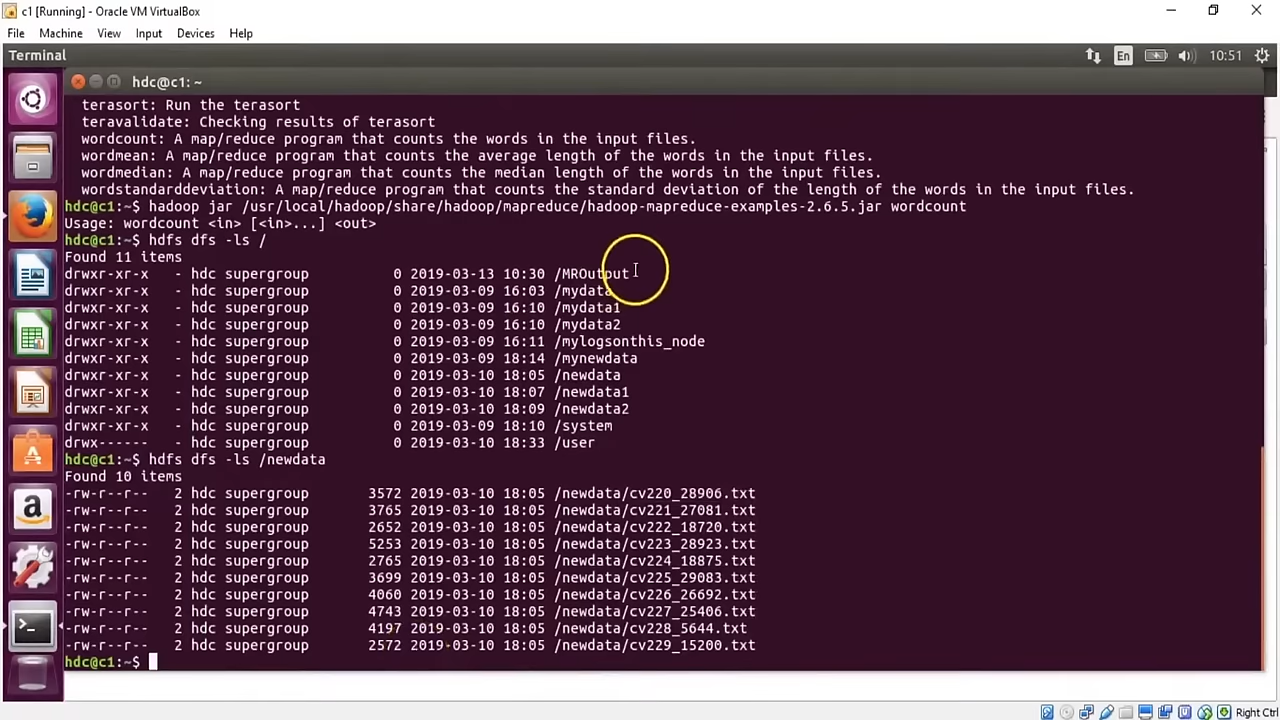 c1 [Running] - Oracle VM VirtualBox
File Machine View Input Devices Help
Terminal En 10:51
hdc@c1: ~
terasort: Run the terasort
teravalidate: Checking results of terasort
wordcount: A map/reduce program that counts the words in the input files.
wordmean: A map/reduce program that counts the average length of the words in the input files.
wordmedian: A map/reduce program that counts the median length of the words in the input files.
wordstandarddeviation: A map/reduce program that counts the standard deviation of the length of the words in the input files.
hdc@c1:~$ hadoop jar /usr/local/hadoop/share/hadoop/mapreduce/hadoop-mapreduce-examples-2.6.5.jar wordcount
Usage: wordcount <in> [<in>...] <out>
hdc@c1:~$ hdfs dfs -ls /
Found 11 items
drwxr-xr-x - hdc supergroup 0 2019-03-13 10:30 /MROutput
drwxr-xr-x - hdc supergroup 0 2019-03-09 16:03 /mydata
drwxr-xr-x - hdc supergroup 0 2019-03-09 16:10 /mydata1
drwxr-xr-x - hdc supergroup 0 2019-03-09 16:10 /mydata2
drwxr-xr-x - hdc supergroup 0 2019-03-09 16:11 /mylogsonthis_node
drwxr-xr-x - hdc supergroup 0 2019-03-09 18:14 /mynewdata
drwxr-xr-x - hdc supergroup 0 2019-03-10 18:05 /newdata
drwxr-xr-x - hdc supergroup 0 2019-03-10 18:07 /newdata1
drwxr-xr-x - hdc supergroup 0 2019-03-10 18:09 /newdata2
drwxr-xr-x - hdc supergroup 0 2019-03-09 18:10 /system
drwx------ - hdc supergroup 0 2019-03-10 18:33 /user
hdc@c1:~$ hdfs dfs -ls /newdata
Found 10 items
-rw-r--r-- 2 hdc supergroup 3572 2019-03-10 18:05 /newdata/cv220_28906.txt
-rw-r--r-- 2 hdc supergroup 3765 2019-03-10 18:05 /newdata/cv221_27081.txt
-rw-r--r-- 2 hdc supergroup 2652 2019-03-10 18:05 /newdata/cv222_18720.txt
-rw-r--r-- 2 hdc supergroup 5253 2019-03-10 18:05 /newdata/cv223_28923.txt
-rw-r--r-- 2 hdc supergroup 2765 2019-03-10 18:05 /newdata/cv224_18875.txt
-rw-r--r-- 2 hdc supergroup 3699 2019-03-10 18:05 /newdata/cv225_29083.txt
-rw-r--r-- 2 hdc supergroup 4060 2019-03-10 18:05 /newdata/cv226_26692.txt
-rw-r--r-- 2 hdc supergroup 4743 2019-03-10 18:05 /newdata/cv227_25406.txt
-rw-r--r-- 2 hdc supergroup 4197 2019-03-10 18:05 /newdata/cv228_5644.txt
-rw-r--r-- 2 hdc supergroup 2572 2019-03-10 18:05 /newdata/cv229_15200.txt
hdc@c1:~$
Right Ctrl